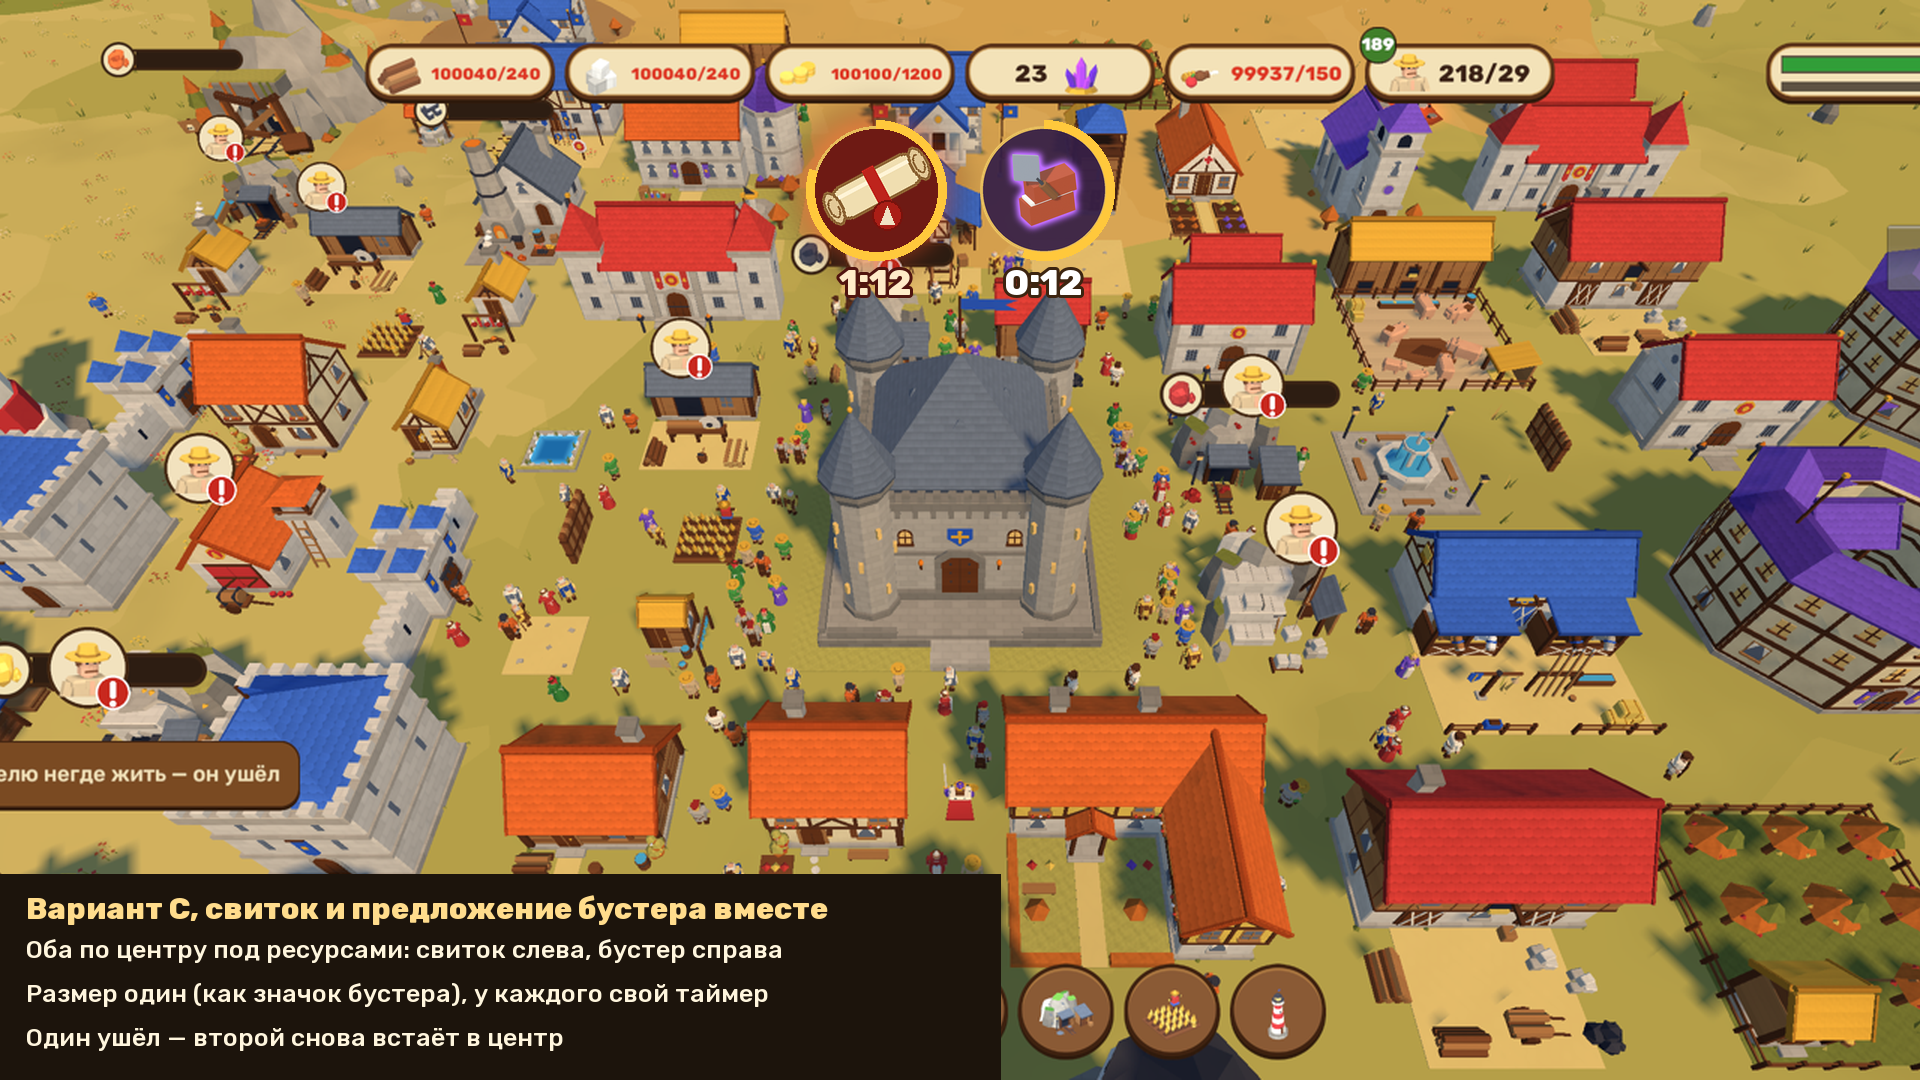 189
100040/240
100040/240
100100/1200
23
99937/150
218/29
1:12
0:12
негде жить — он ушёл
Вариант C, свиток и предложение бустера вместе
Оба по центру под ресурсами: свиток слева, бустер справа
Размер один (как значок бустера), у каждого свой таймер
Один ушёл — второй снова встаёт в центр